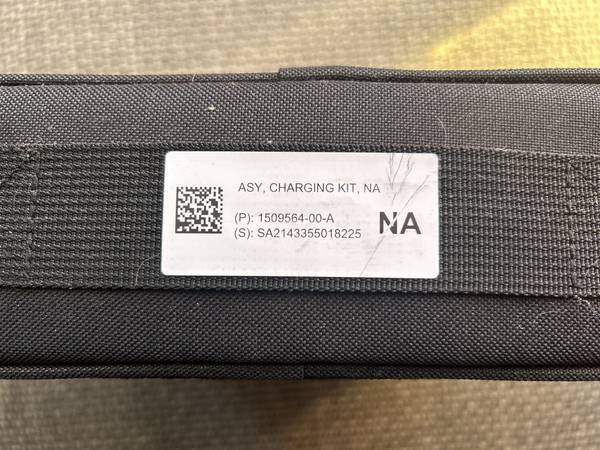 ASY, CHARGING KIT, NA
(P): 1509564-00-A
(S): SA2143355018225
NA